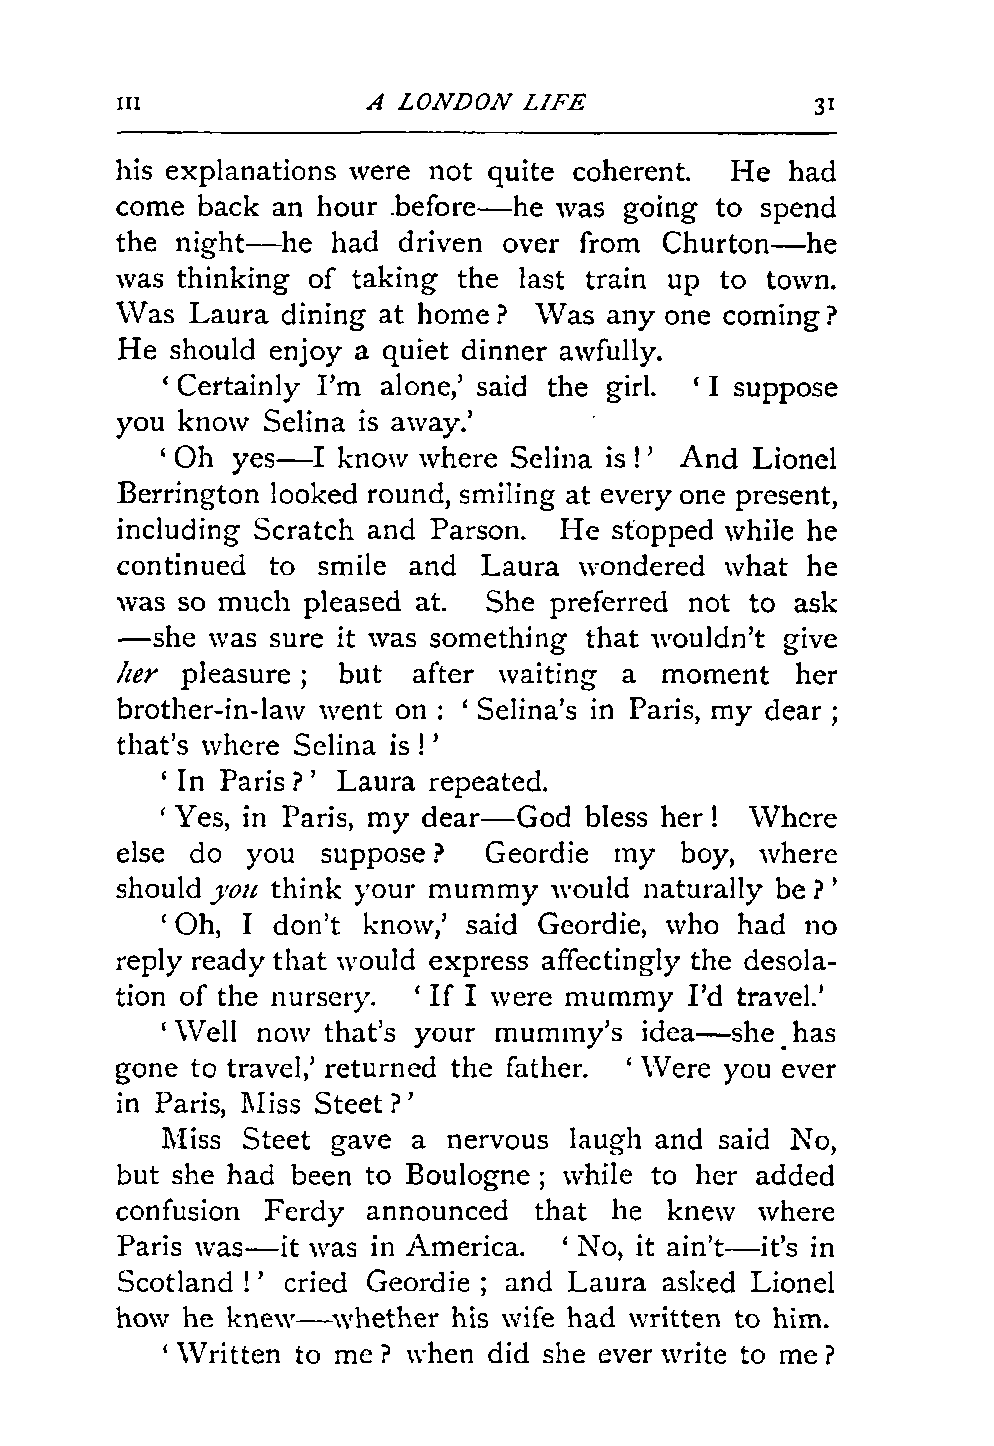 III A LONDON LIFE 31
his explanations were not quite coherent. He had
come back an hour before—he was going to spend
the night—he had driven over from Churton—he
was thinking of taking the last train up to town.
Was Laura dining at home? Was any one coming?
He should enjoy a quiet dinner awfully.
‘Certainly I’m alone,’ said the girl. ‘I suppose
you know Selina is away.’
‘Oh yes—I know where Selina is!’ And Lionel
Berrington looked round, smiling at every one present,
including Scratch and Parson. He stopped while he
continued to smile and Laura wondered what he
was so much pleased at. She preferred not to ask
—she was sure it was something that wouldn’t give
her pleasure; but after waiting a moment her
brother-in-law went on: ‘Selina’s in Paris, my dear;
that’s where Selina is!’
‘In Paris?’ Laura repeated.
‘Yes, in Paris, my dear—God bless her! Where
else do you suppose? Geordie my boy, where
should you think your mummy would naturally be?’
‘Oh, I don’t know,’ said Geordie, who had no
reply ready that would express affectingly the desola-
tion of the nursery. ‘If I were mummy I’d travel.’
‘Well now that’s your mummy’s idea—she has
gone to travel,’ returned the father. ‘Were you ever
in Paris, Miss Steet?’
Miss Steet gave a nervous laugh and said No,
but she had been to Boulogne; while to her added
confusion Ferdy announced that he knew where
Paris was—it was in America. ‘No, it ain’t—it’s in
Scotland!’ cried Geordie; and Laura asked Lionel
how he knew—whether his wife had written to him.
‘Written to me? when did she ever write to me?